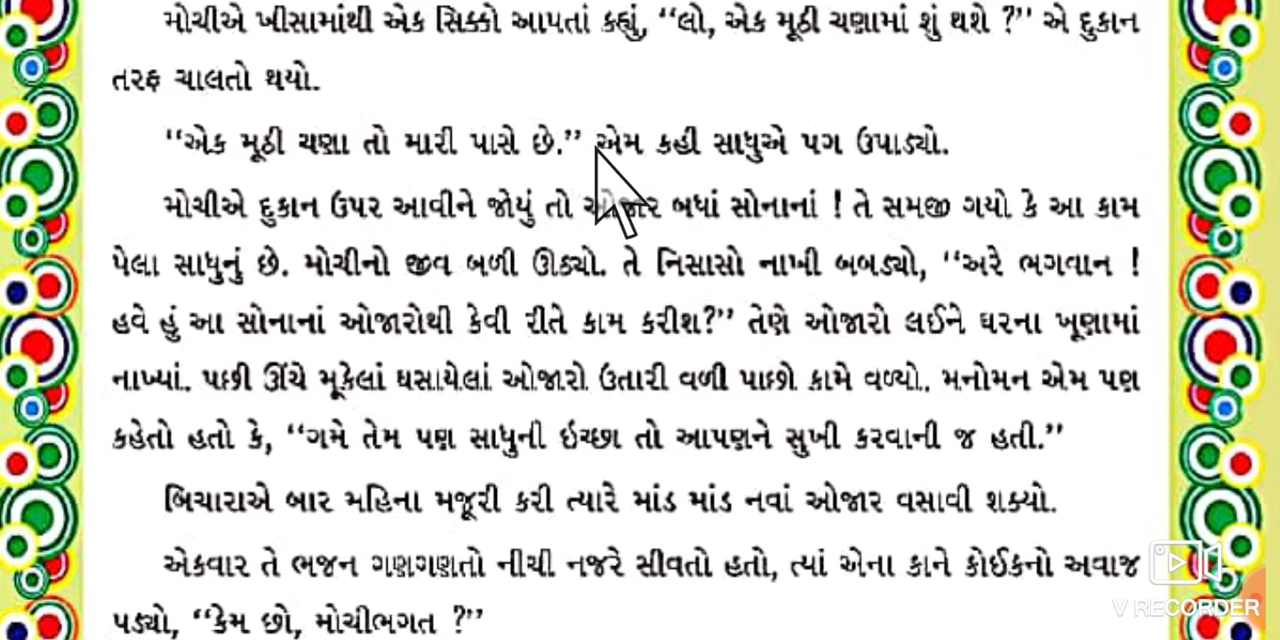 મોચીએ ખીસામાંથી એક સિક્કો આપતાં કહ્યું, “લો, એક મૂઠી ચણામાં શું થશે ?” એ દુકાન
તરફ ચાલતો થયો.
“એક મૂઠી ચણા તો મારી પાસે છે.” એમ કહી સાધુએ પગ ઉપાડ્યો.
મોચીએ દુકાન ઉપર આવીને જોયું તો ઓજાર બધાં સોનાનાં ! તે સમજી ગયો કે આ કામ
પેલા સાધુનું છે. મોચીનો જીવ બળી ઊઠ્યો. તે નિસાસો નાખી બબડ્યો, “અરે ભગવાન !
હવે હું આ સોનાનાં ઓજારોથી કેવી રીતે કામ કરીશ?” તેણે ઓજારો લઈને ઘરના ખૂણામાં
નાખ્યાં. પછી ઊંચે મૂકેલાં ઘસાયેલાં ઓજારો ઉતારી વળી પાછો કામે વળ્યો. મનોમન એમ પણ
કહેતો હતો કે, “ગમે તેમ પણ સાધુની ઇચ્છા તો આપણને સુખી કરવાની જ હતી.”
બિચારાએ બાર મહિના મજૂરી કરી ત્યારે માંડ માંડ નવાં ઓજાર વસાવી શક્યો.
એકવાર તે ભજન ગણગણતો નીચી નજરે સીવતો હતો, ત્યાં એના કાને કોઈકનો અવાજ
પડ્યો, “કેમ છો, મોચીભગત ?”
V RECORDER